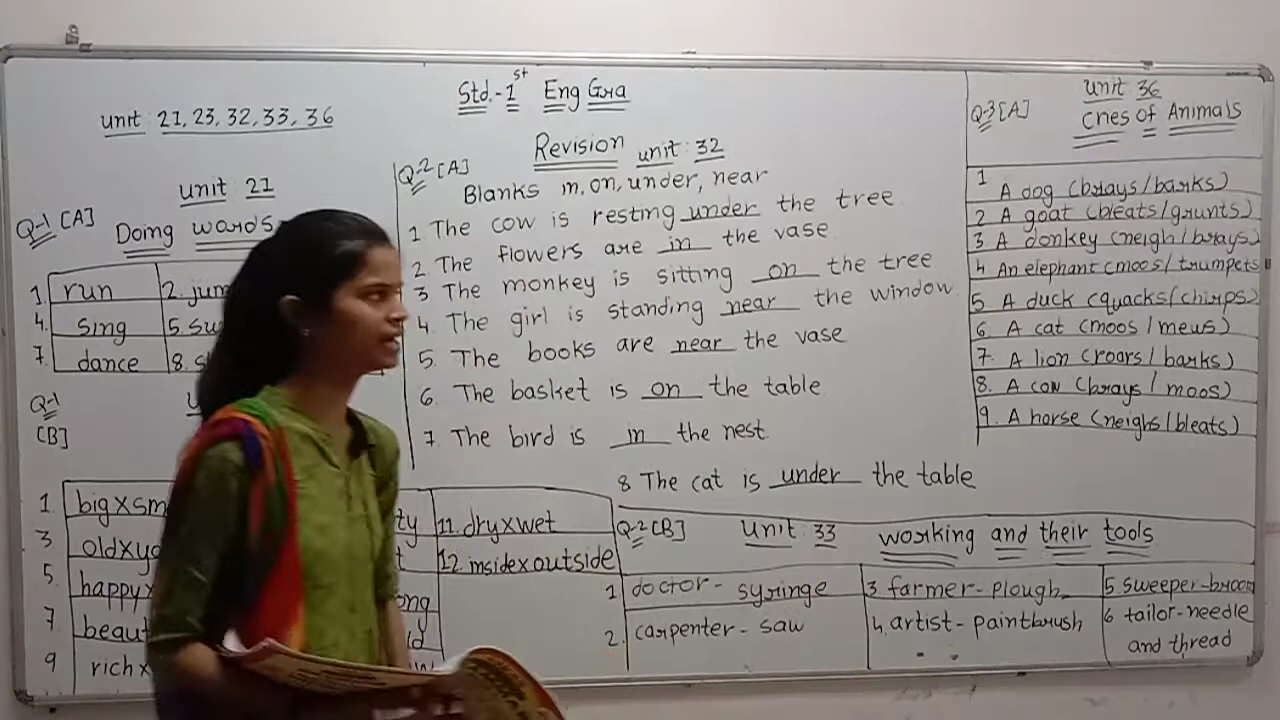 Std.-1st Eng Gra
unit: 21, 23, 32, 33, 36
Revision
unit 21
Q-1 [A]
Doing words
1. run 2.
4. sing 5.
7. dance 8.
Q-1
[B]
1. big x
3. old x
5. happy x
7.
9 rich x
11. dry x wet
12 inside x outside
Q-2 [A]
unit: 32
Blanks in, on, under, near
1 The cow is resting under the tree
2 The flowers are in the vase
3 The monkey is sitting on the tree
4. The girl is standing near the window
5. The books are near the vase
6. The basket is on the table
7. The bird is in the nest
8 The cat is under the table
Q-2 [B] unit: 33 working and their tools
1 doctor - syringe 3 farmer - plough 5 sweeper - broom
2. carpenter - saw 4. artist - paintbrush 6 tailor - needle
and thread
unit 36
Q-3 [A]
Cries of Animals
1 A dog (brays/barks)
2 A goat (bleats/grunts)
3 A donkey (neigh/brays)
4 An elephant (moos/trumpets
5 A duck (quacks/chirps)
6. A cat (moos/mews)
7. A lion (roars/barks)
8. A cow (brays/moos)
9. A horse (neighs/bleats)